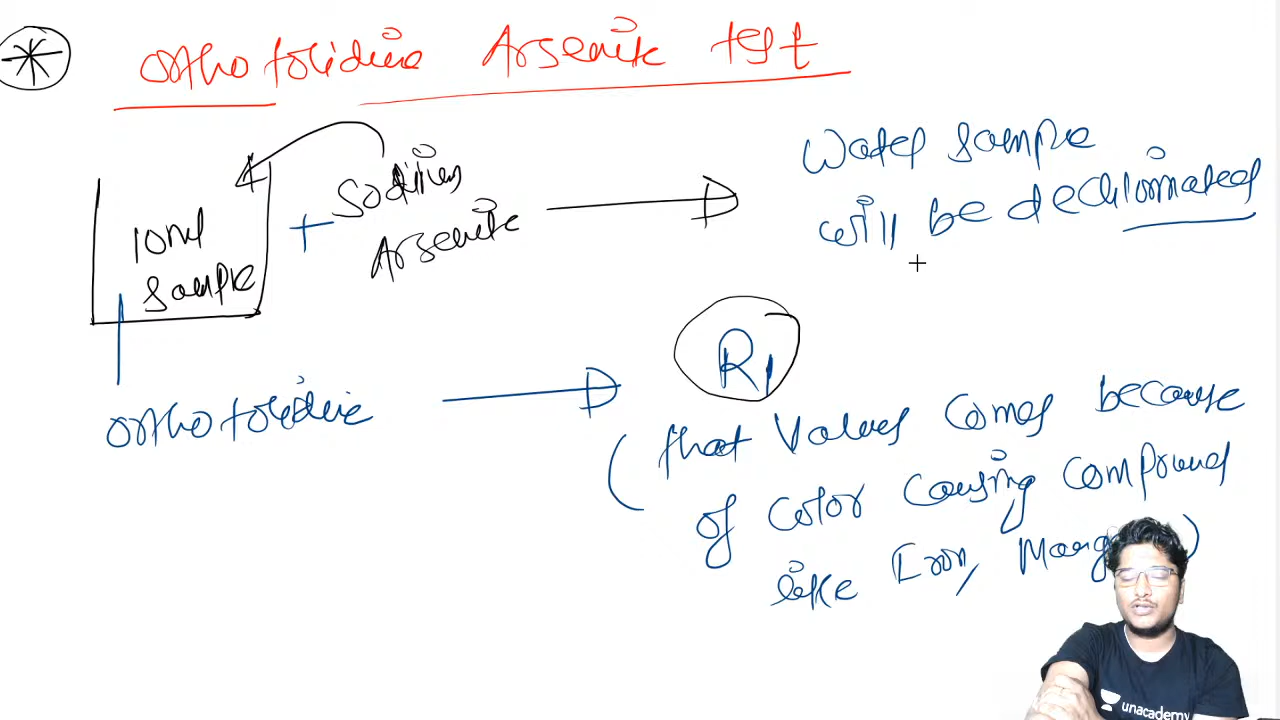 Orthotolidine Arsenite test
10ml
Sample
+ Sodium
Arsenite
Water Sample
will be dechlorinated
R1
Orthotolidine
(that values comes because
of color causing compound
like Iron,
unacademy